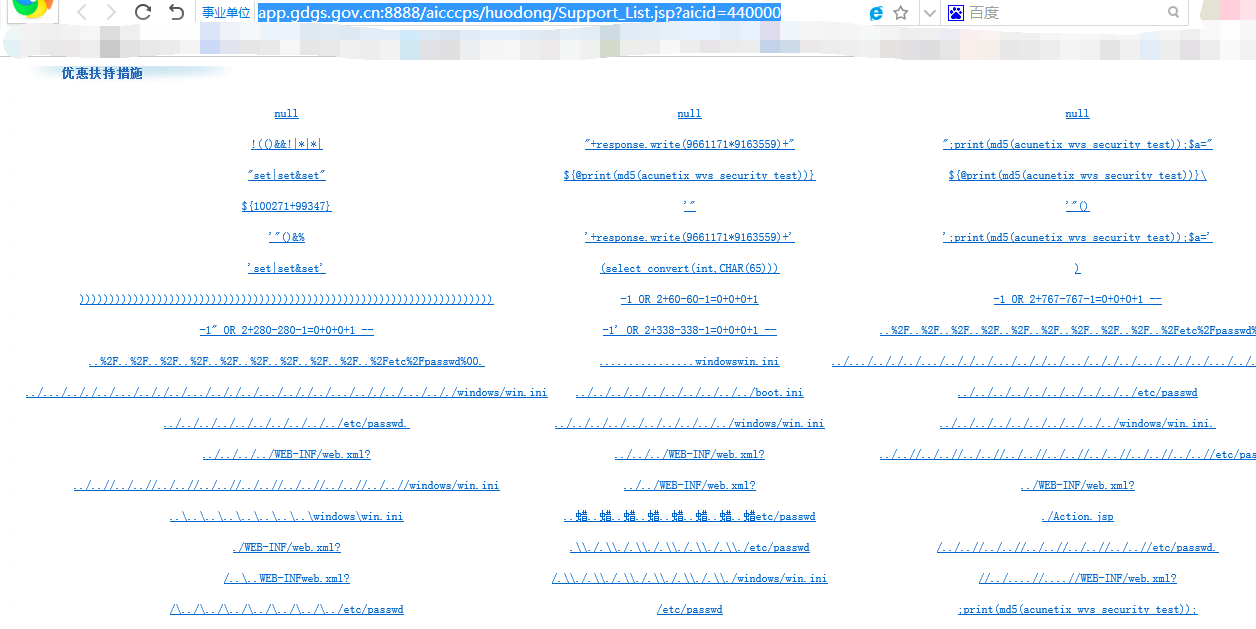 事业单位 app.gdgs.gov.cn:8888/aicccps/huodong/Support_List.jsp?aicid=440000 百度
优惠扶持措施
null null null
!(()&&!|*|*| "+response.write(9661171*9163559)+" ";print(md5(acunetix_wvs_security_test));$a="
"set|set&set" ${@print(md5(acunetix_wvs_security_test))} ${@print(md5(acunetix_wvs_security_test))}\
${100271+99347} '" '"()
'"()&% '+response.write(9661171*9163559)+' ';print(md5(acunetix_wvs_security_test));$a='
'set|set&set' (select convert(int,CHAR(65))) )
-1 OR 2+60-60-1=0+0+0+1 -1 OR 2+767-767-1=0+0+0+1 --
-1" OR 2+280-280-1=0+0+0+1 -- -1' OR 2+338-338-1=0+0+0+1 -- ..%2F..%2F..%2F..%2F..%2F..%2F..%2F..%2F..%2F..%2Fetc%2Fpasswd%
..%2F..%2F..%2F..%2F..%2F..%2F..%2F..%2F..%2F..%2Fetc%2Fpasswd%00. ................windowswin.ini
../../../../../../../../../../boot.ini ../../../../../../../../../../etc/passwd
../../../../../../../../../../etc/passwd. ../../../../../../../../../../windows/win.ini ../../../../../../../../../../windows/win.ini.
../../../../WEB-INF/web.xml? ../../../WEB-INF/web.xml? ../..//../..//../..//../..//../..//../..//../..//../..//etc/pas
../..//../..//../..//../..//../..//../..//../..//../..//windows/win.ini ../../WEB-INF/web.xml? ../WEB-INF/web.xml?
..\..\..\..\..\..\..\..\windows\win.ini ..蜡..蜡..蜡..蜡..蜡..蜡..蜡..蜡etc/passwd ./Action.jsp
./WEB-INF/web.xml? .\\./.\\./.\\./.\\./.\\./.\\./etc/passwd /../..//../..//../..//../..//../..//../..//etc/passwd.
/..\..WEB-INFweb.xml? /.\\./.\\./.\\./.\\./.\\./.\\./windows/win.ini //../....//....//WEB-INF/web.xml?
/\../\../\../\../\../\../\../etc/passwd /etc/passwd ;print(md5(acunetix_wvs_security_test));